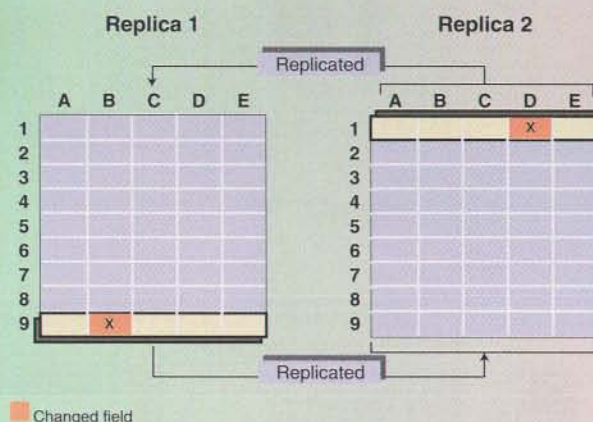 Replica 1
Replica 2
Replicated
A B C D E
A B C D E
1
2
3
4
5
6
7
8
9
X
1
2
3
4
5
6
7
8
9
X
Replicated
Changed field